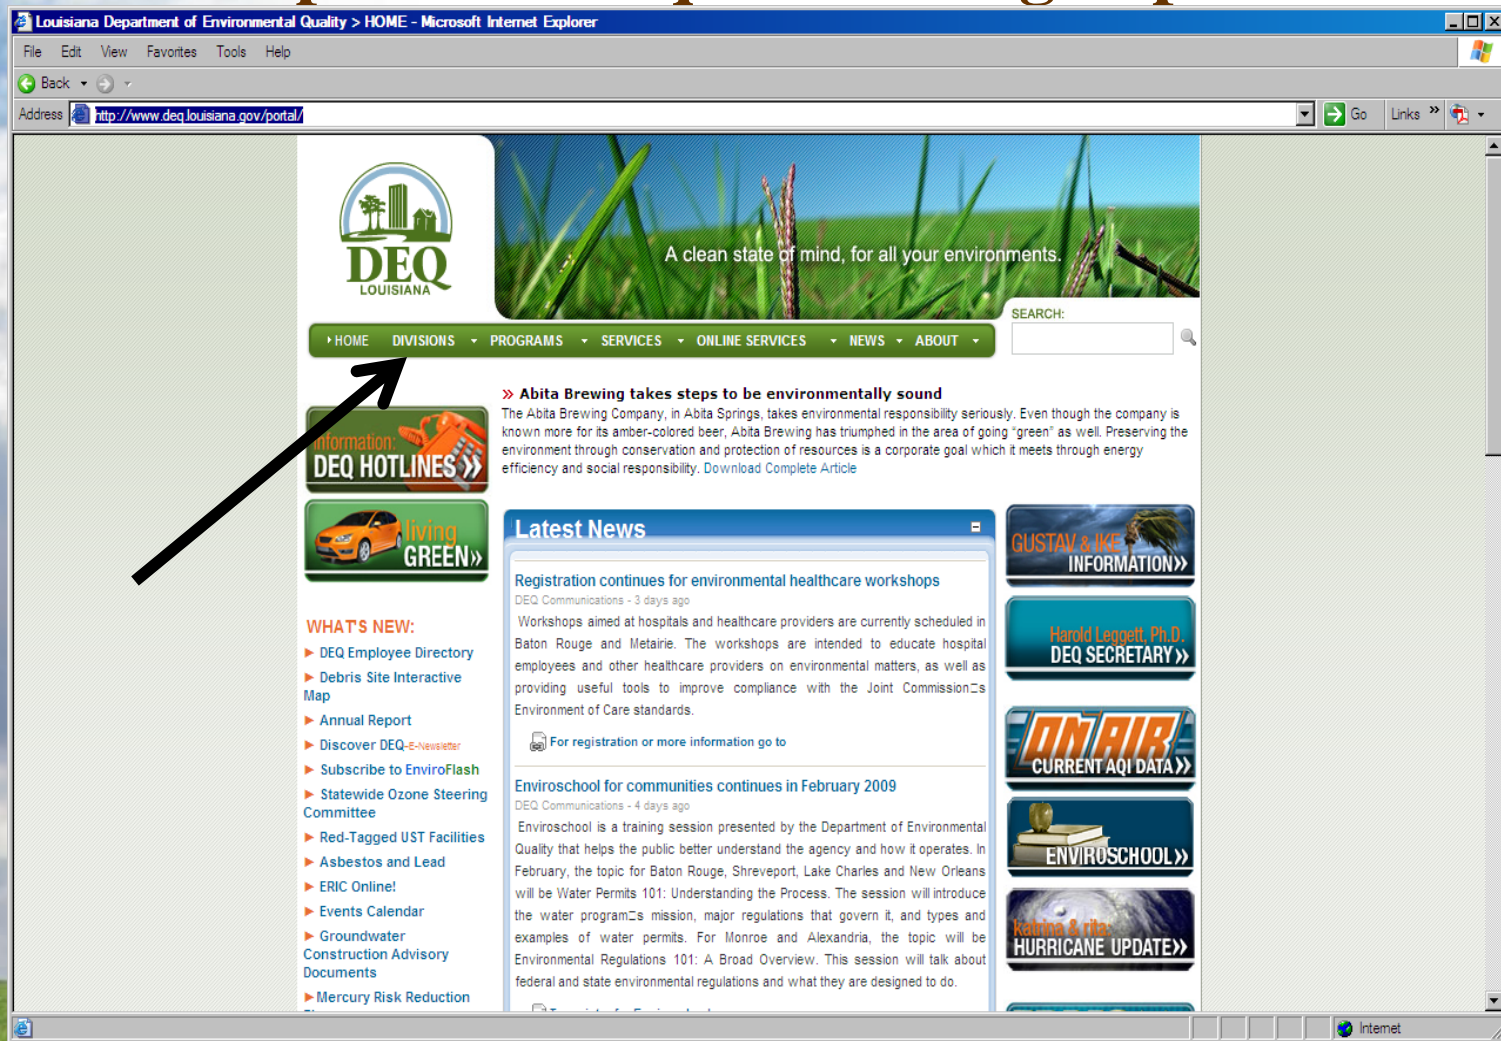 Louisiana Department of Environmental Quality > HOME - Microsoft Internet Explorer
File Edit View Favorites Tools Help
Back
Address http://www.deq.louisiana.gov/portal/ Go Links »
DEQ
LOUISIANA
A clean state of mind, for all your environments.
SEARCH:
HOME DIVISIONS PROGRAMS SERVICES ONLINE SERVICES NEWS ABOUT
information:
DEQ HOTLINES»
living
GREEN»
WHAT'S NEW:
DEQ Employee Directory
Debris Site Interactive
Map
Annual Report
Discover DEQ-E-Newsletter
Subscribe to EnviroFlash
Statewide Ozone Steering
Committee
Red-Tagged UST Facilities
Asbestos and Lead
ERIC Online!
Events Calendar
Groundwater
Construction Advisory
Documents
Mercury Risk Reduction
» Abita Brewing takes steps to be environmentally sound
The Abita Brewing Company, in Abita Springs, takes environmental responsibility seriously. Even though the company is
known more for its amber-colored beer, Abita Brewing has triumphed in the area of going "green" as well. Preserving the
environment through conservation and protection of resources is a corporate goal which it meets through energy
efficiency and social responsibility. Download Complete Article
Latest News
Registration continues for environmental healthcare workshops
DEQ Communications - 3 days ago
Workshops aimed at hospitals and healthcare providers are currently scheduled in
Baton Rouge and Metairie. The workshops are intended to educate hospital
employees and other healthcare providers on environmental matters, as well as
providing useful tools to improve compliance with the Joint Commission□s
Environment of Care standards.
For registration or more information go to
Enviroschool for communities continues in February 2009
DEQ Communications - 4 days ago
Enviroschool is a training session presented by the Department of Environmental
Quality that helps the public better understand the agency and how it operates. In
February, the topic for Baton Rouge, Shreveport, Lake Charles and New Orleans
will be Water Permits 101: Understanding the Process. The session will introduce
the water program□s mission, major regulations that govern it, and types and
examples of water permits. For Monroe and Alexandria, the topic will be
Environmental Regulations 101: A Broad Overview. This session will talk about
federal and state environmental regulations and what they are designed to do.
GUSTAV & IKE
INFORMATION»
Harold Leggett, Ph.D.
DEQ SECRETARY»
ON AIR
CURRENT AQI DATA»
ENVIROSCHOOL»
katrina & rita:
HURRICANE UPDATE»
Internet